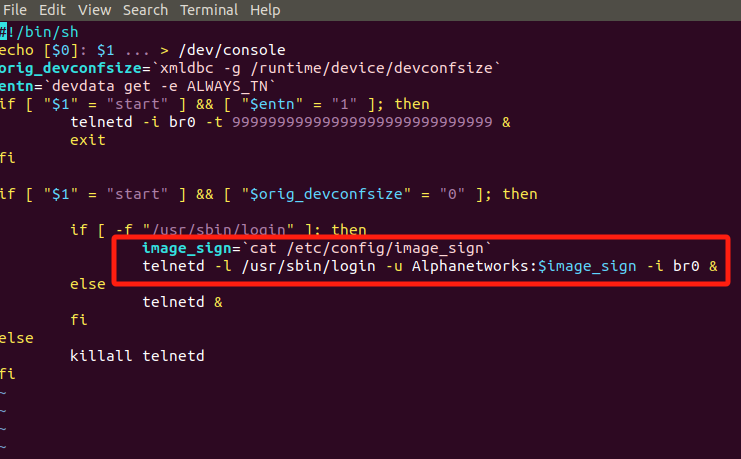 File Edit View Search Terminal Help
#!/bin/sh
echo [$0]: $1 ... > /dev/console
orig_devconfsize=`xmldbc -g /runtime/device/devconfsize`
entn=`devdata get -e ALWAYS_TN`
if [ "$1" = "start" ] && [ "$entn" = "1" ]; then
        telnetd -i br0 -t 99999999999999999999999999999 &
        exit
fi
if [ "$1" = "start" ] && [ "$orig_devconfsize" = "0" ]; then
        if [ -f "/usr/sbin/login" ]; then
                image_sign=`cat /etc/config/image_sign`
                telnetd -l /usr/sbin/login -u Alphanetworks:$image_sign -i br0 &
        else
                telnetd &
        fi
else
        killall telnetd
fi
~
~
~
~